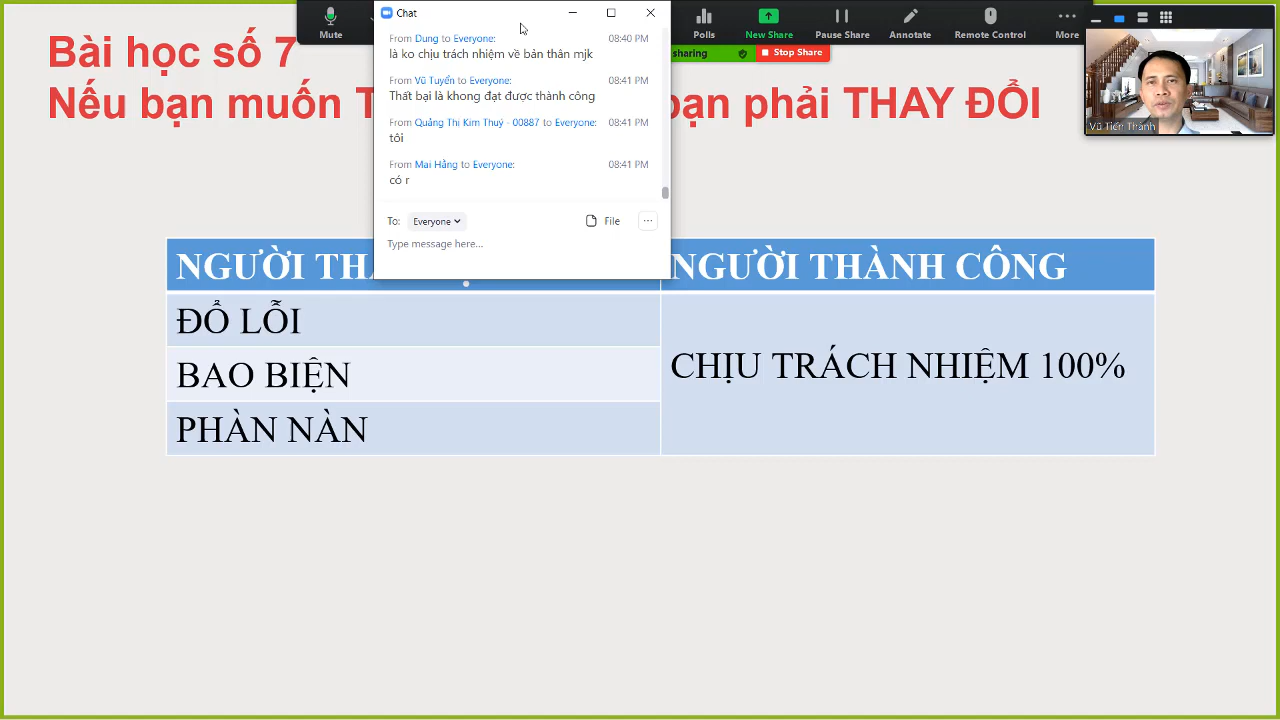 Bài học số 7
Nếu bạn muốn T
bạn phải THAY ĐỔI
Mute
Chat
From Dung to Everyone: 08:40 PM
là ko chịu trách nhiệm về bản thân mjk
From Vũ Tuyển to Everyone: 08:41 PM
Thất bại là không đạt được thành công
From Quảng Thị Kim Thuý - 00887 to Everyone: 08:41 PM
tôi
From Mai Hằng to Everyone: 08:41 PM
có r
To: Everyone File ...
Type message here...
Polls New Share Pause Share Annotate Remote Control More
sharing Stop Share
Vũ Tiến Thành
NGƯỜI THẤ
NGƯỜI THÀNH CÔNG
ĐỔ LỖI
BAO BIỆN
PHÀN NÀN
CHỊU TRÁCH NHIỆM 100%